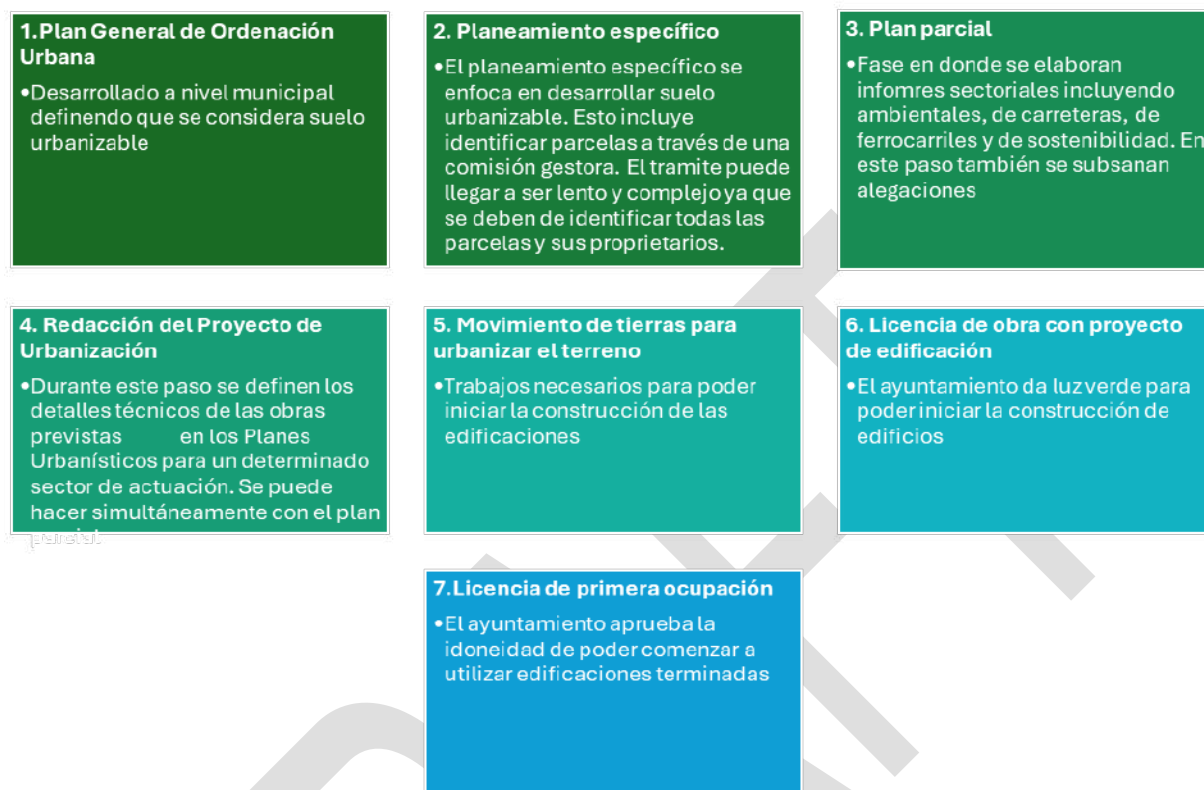 1.Plan General de Ordenación
Urbana
•Desarrollado a nivel municipal
definendo que se considera suelo
urbanizable
2. Planeamiento específico
•El planeamiento específico se
enfoca en desarrollar suelo
urbanizable. Esto incluye
identificar parcelas a través de una
comisión gestora. El tramite puede
llegar a ser lento y complejo ya que
se deben de identificar todas las
parcelas y sus proprietarios.
3. Plan parcial
•Fase en donde se elaboran
infomres sectoriales incluyendo
ambientales, de carreteras, de
ferrocarriles y de sostenibilidad. En
este paso también se subsanan
alegaciones
4. Redacción del Proyecto de
Urbanización
•Durante este paso se definen los
detalles técnicos de las obras
previstas en los Planes
Urbanísticos para un determinado
sector de actuación. Se puede
hacer simultáneamente con el plan
parcial.
5. Movimiento de tierras para
urbanizar el terreno
•Trabajos necesarios para poder
iniciar la construcción de las
edificaciones
6. Licencia de obra con proyecto
de edificación
•El ayuntamiento da luz verde para
poder iniciar la construcción de
edificios
7.Licencia de primera ocupación
•El ayuntamiento aprueba la
idoneidad de poder comenzar a
utilizar edificaciones terminadas